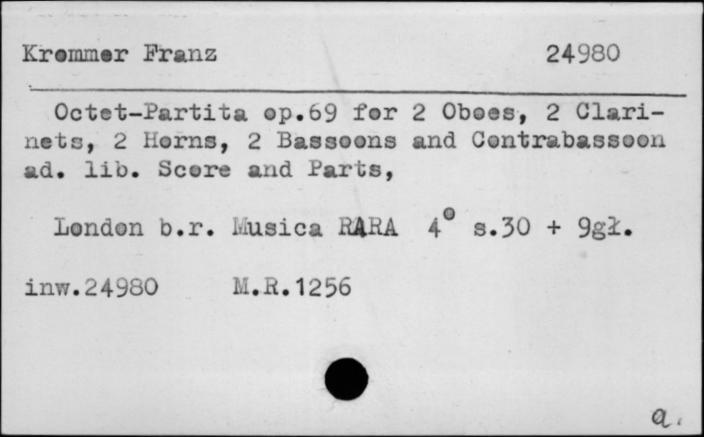 Krommer Franz 24980
Octet-Partita op.69 for 2 Oboes, 2 Clari-
nets, 2 Horns, 2 Bassoons and Contrabassoon
ad. lib. Score and Parts,
London b.r. Musica RARA 4° s.30 + 9gł.
inw.24980 M.R.1256
a.